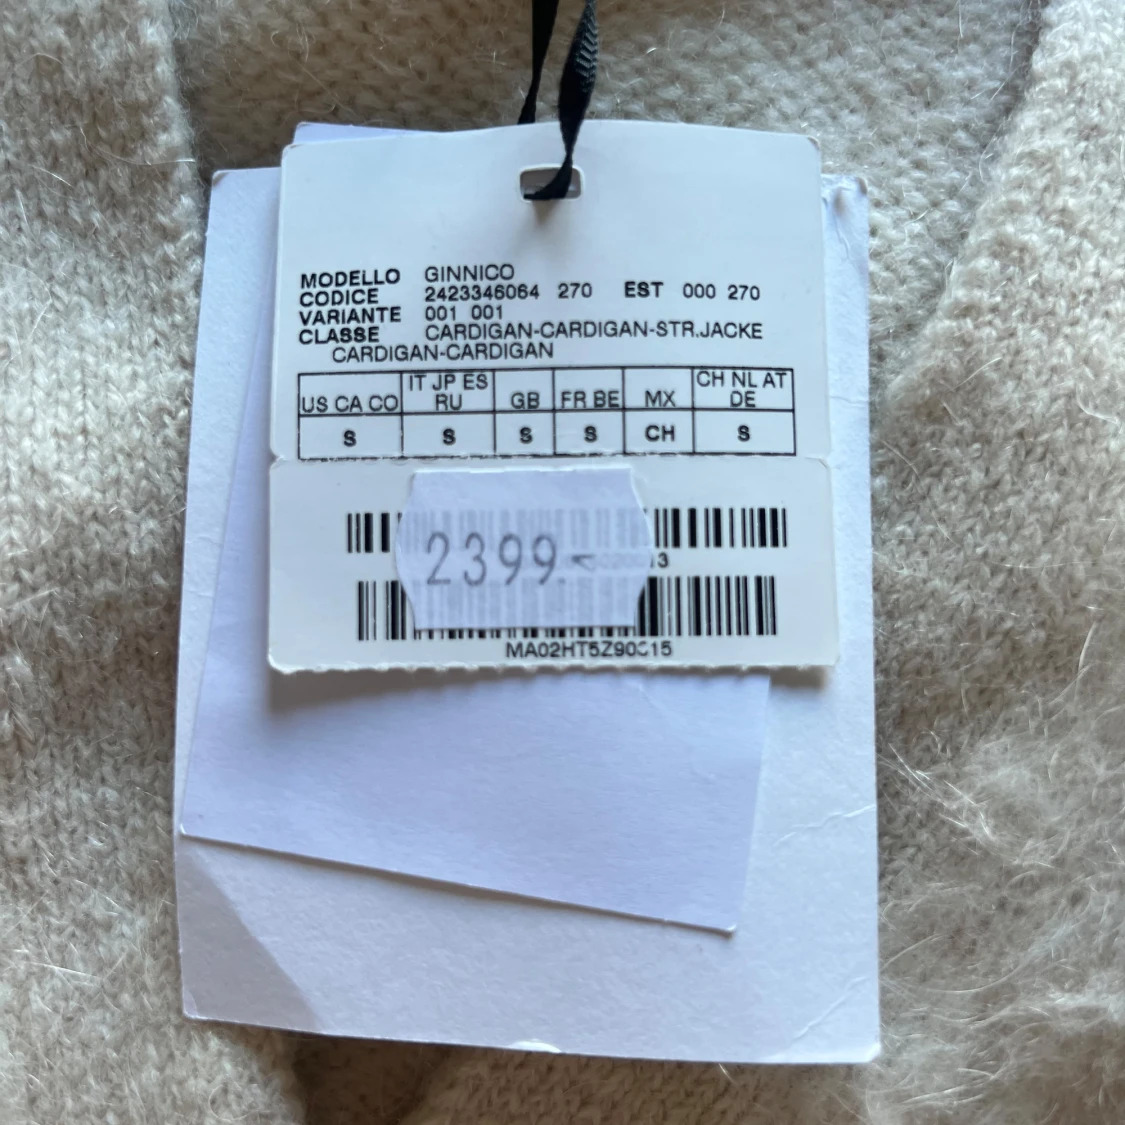 MODELLO GINNICO
CODICE 2423346064 270 EST 000 270
VARIANTE 001 001
CLASSE CARDIGAN-CARDIGAN-STR.JACKE
CARDIGAN-CARDIGAN
US CA CO IT JP ES RU GB FR BE MX CH NL AT DE
S S S S CH S
2399.-